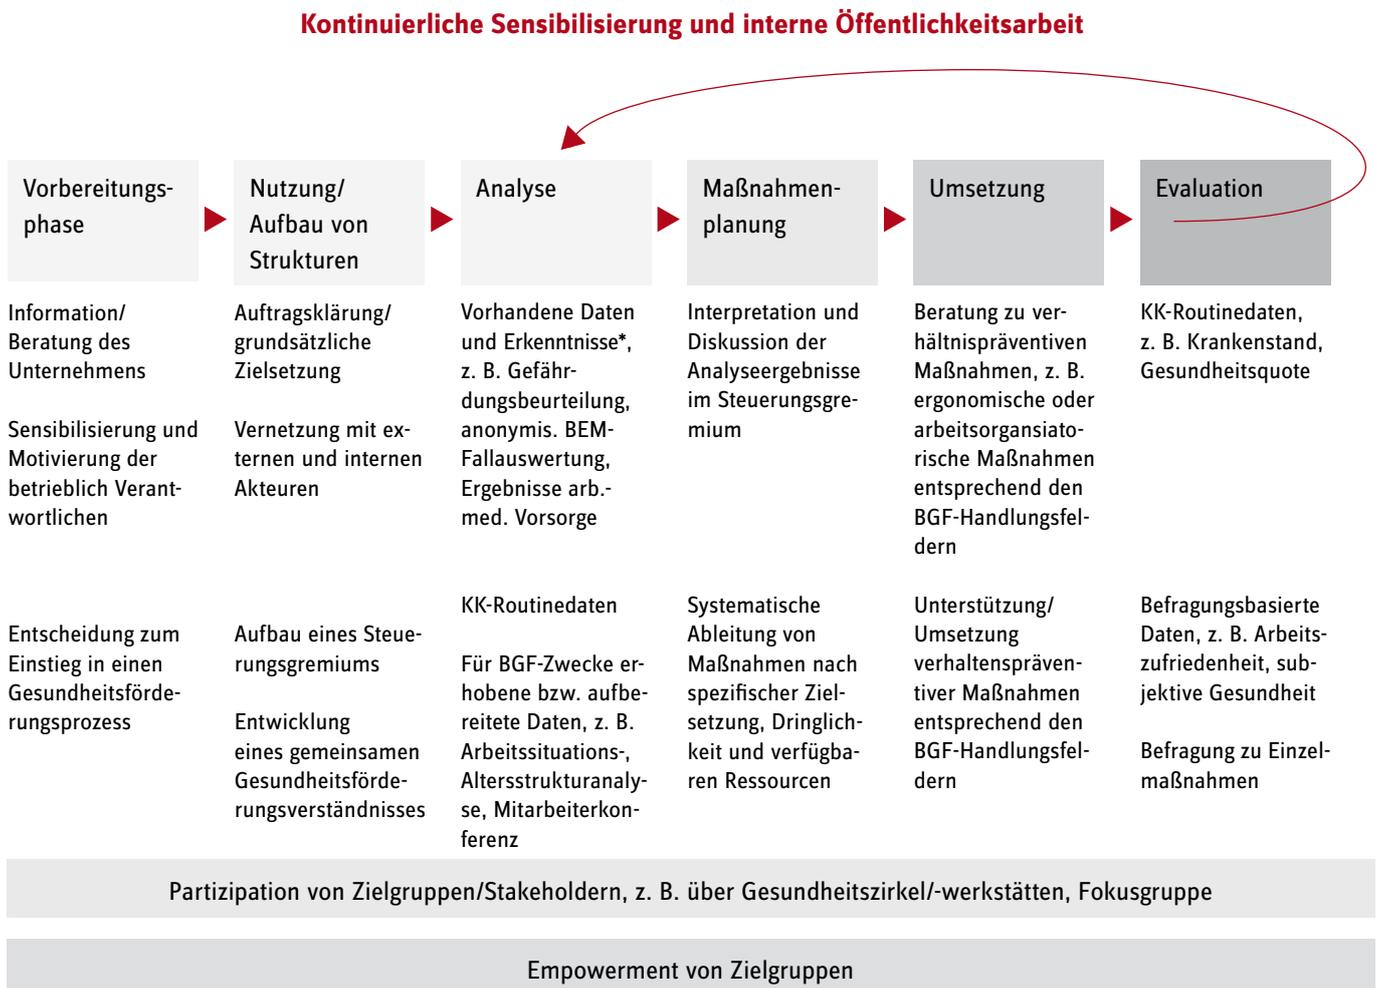 Kontinuierliche Sensibilisierung und interne Öffentlichkeitsarbeit
Vorbereitungs-
phase
Information/
Beratung des
Unternehmens
Sensibilisierung und
Motivierung der
betrieblich Verant-
wortlichen
Entscheidung zum
Einstieg in einen
Gesundheitsförde-
rungsprozess
Nutzung/
Aufbau von
Strukturen
Auftragsklärung/
grundsätzliche
Zielsetzung
Vernetzung mit ex-
ternen und internen
Akteuren
Aufbau eines Steue-
rungsgremiums
Entwicklung
eines gemeinsamen
Gesundheitsförde-
rungsverständnisses
Analyse
Vorhandene Daten
und Erkenntnisse*,
z. B. Gefähr-
dungsbeurteilung,
anonymis. BEM-
Fallauswertung,
Ergebnisse arb.-
med. Vorsorge
KK-Routinedaten
Für BGF-Zwecke er-
hobene bzw. aufbe-
reitete Daten, z. B.
Arbeitssituations-,
Altersstrukturanaly-
se, Mitarbeiterkon-
ferenz
Maßnahmen-
planung
Interpretation und
Diskussion der
Analyseergebnisse
im Steuerungsgre-
mium
Systematische
Ableitung von
Maßnahmen nach
spezifischer Ziel-
setzung, Dringlich-
keit und verfügba-
ren Ressourcen
Umsetzung
Beratung zu ver-
hältnispräventiven
Maßnahmen, z. B.
ergonomische oder
arbeitsorgansiato-
rische Maßnahmen
entsprechend den
BGF-Handlungsfel-
dern
Unterstützung/
Umsetzung
verhaltenspräven-
tiver Maßnahmen
entsprechend den
BGF-Handlungsfel-
dern
Evaluation
KK-Routinedaten,
z. B. Krankenstand,
Gesundheitsquote
Befragungsbasierte
Daten, z. B. Arbeits-
zufriedenheit, sub-
jektive Gesundheit
Befragung zu Einzel-
maßnahmen
Partizipation von Zielgruppen/Stakeholdern, z. B. über Gesundheitszirkel/-werkstätten, Fokusgruppe
Empowerment von Zielgruppen